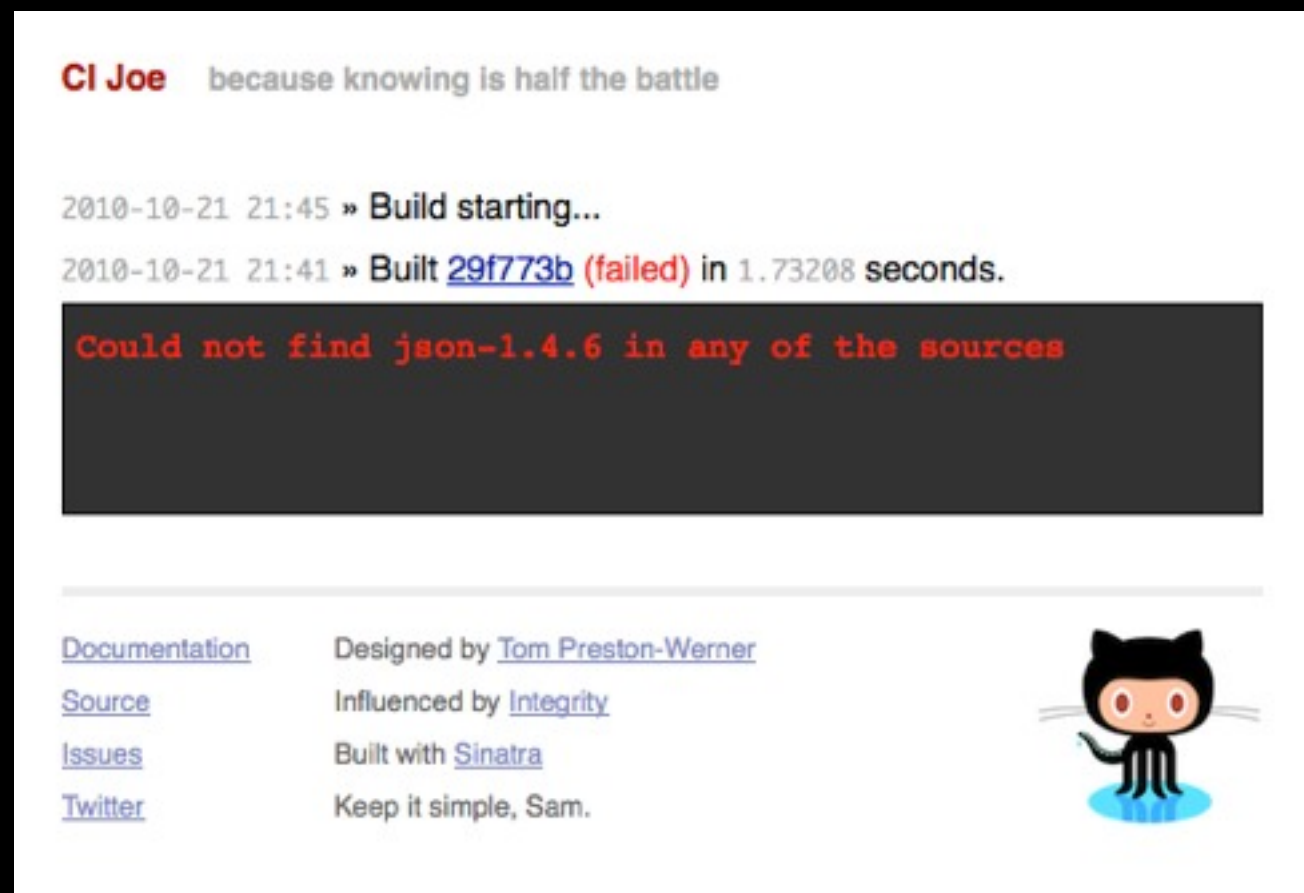 CI Joe because knowing is half the battle
2010-10-21 21:45 » Build starting...
2010-10-21 21:41 » Built 29f773b (failed) in 1.73208 seconds.
Could not find json-1.4.6 in any of the sources
Documentation Designed by Tom Preston-Werner
Source Influenced by Integrity
Issues Built with Sinatra
Twitter Keep it simple, Sam.